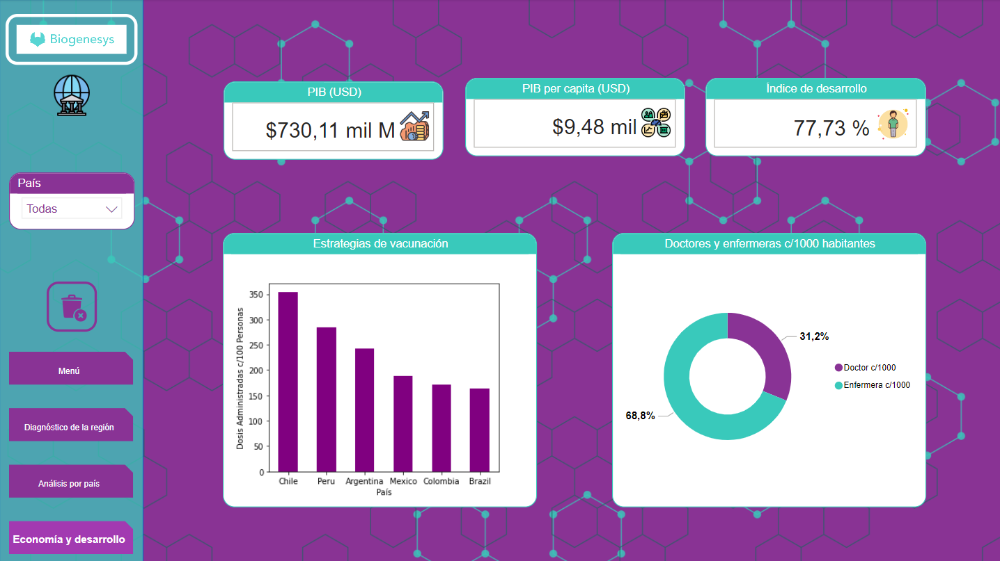 Biogenesys
País
Todas
Menú
Diagnóstico de la región
Análisis por país
Economía y desarrollo
PIB (USD)
$730,11 mil M
PIB per capita (USD)
$9,48 mil
Índice de desarrollo
77,73 %
Estrategias de vacunación
Dosis Administradas c/100 Personas
350
300
250
200
150
100
50
0
Chile Peru Argentina Mexico Colombia Brazil
País
Doctores y enfermeras c/1000 habitantes
31,2%
68,8%
Doctor c/1000
Enfermera c/1000